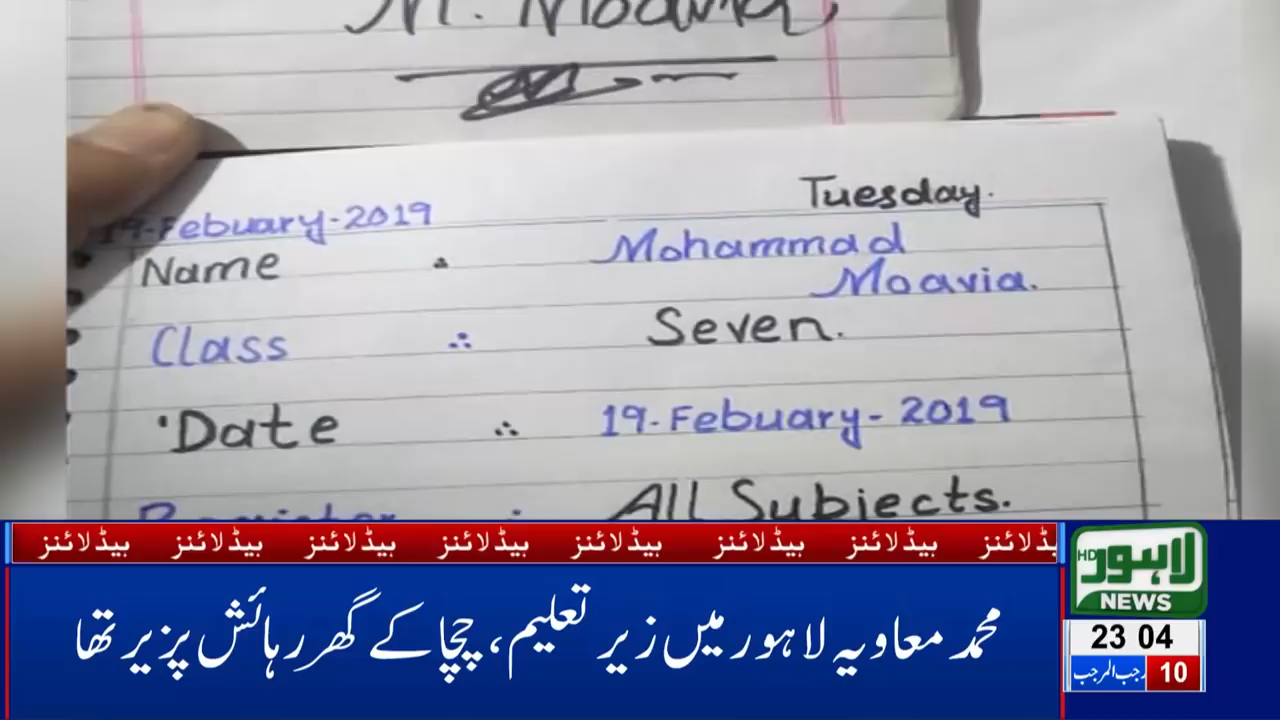 M. Moavia
Tuesday.
19-Febuary-2019
Name : Mohammad
Moavia.
Class ∴ Seven.
Date ∴ 19-Febuary-2019
Register : All Subjects.
ہیڈلائنز ہیڈلائنز ہیڈلائنز ہیڈلائنز ہیڈلائنز ہیڈلائنز ہیڈلائنز ہیڈلائنز
محمد معاویہ لاہور میں زیر تعلیم، چچا کے گھر رہائش پزیر تھا
لاہور HD
NEWS
23 04
10 رجب المرجب